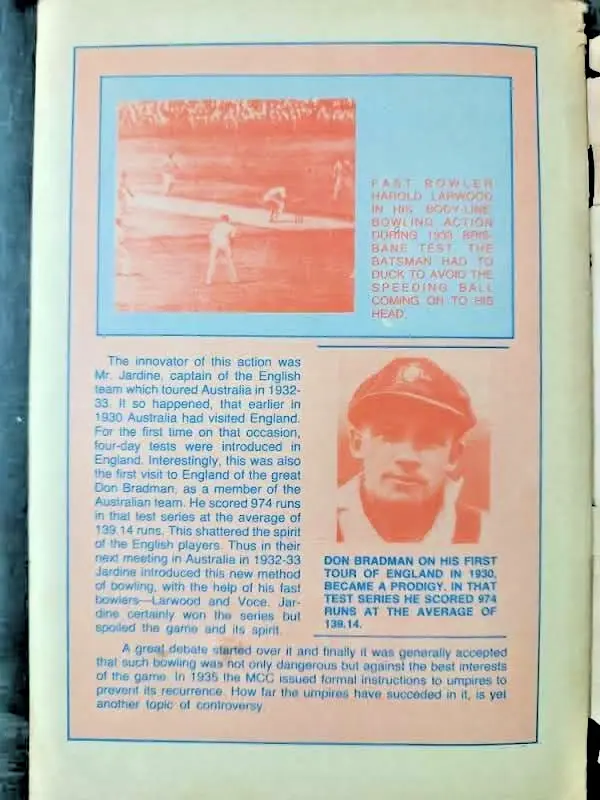 FAST BOWLER
HAROLD LARWOOD
IN HIS BODY-LINE
BOWLING ACTION
DURING 1933 BRIS-
BANE TEST. THE
BATSMAN HAD TO
DUCK TO AVOID THE
SPEEDING BALL
COMING ON TO HIS
HEAD.
The innovator of this action was
Mr. Jardine, captain of the English
team which toured Australia in 1932-
33. It so happened, that earlier in
1930 Australia had visited England.
For the first time on that occasion,
four-day tests were introduced in
England. Interestingly, this was also
the first visit to England of the great
Don Bradman, as a member of the
Australian team. He scored 974 runs
in that test series at the average of
139.14 runs. This shattered the spirit
of the English players. Thus in their
next meeting in Australia in 1932-33
Jardine introduced this new method
of bowling, with the help of his fast
bowlers—Larwood and Voce. Jar-
dine certainly won the series but
spoiled the game and its spirit.
DON BRADMAN ON HIS FIRST
TOUR OF ENGLAND IN 1930,
BECAME A PRODIGY. IN THAT
TEST SERIES HE SCORED 974
RUNS AT THE AVERAGE OF
139.14.
A great debate started over it and finally it was generally accepted
that such bowling was not only dangerous but against the best interests
of the game. In 1935 the MCC issued formal instructions to umpires to
prevent its recurrence. How far the umpires have succeded in it, is yet
another topic of controversy.